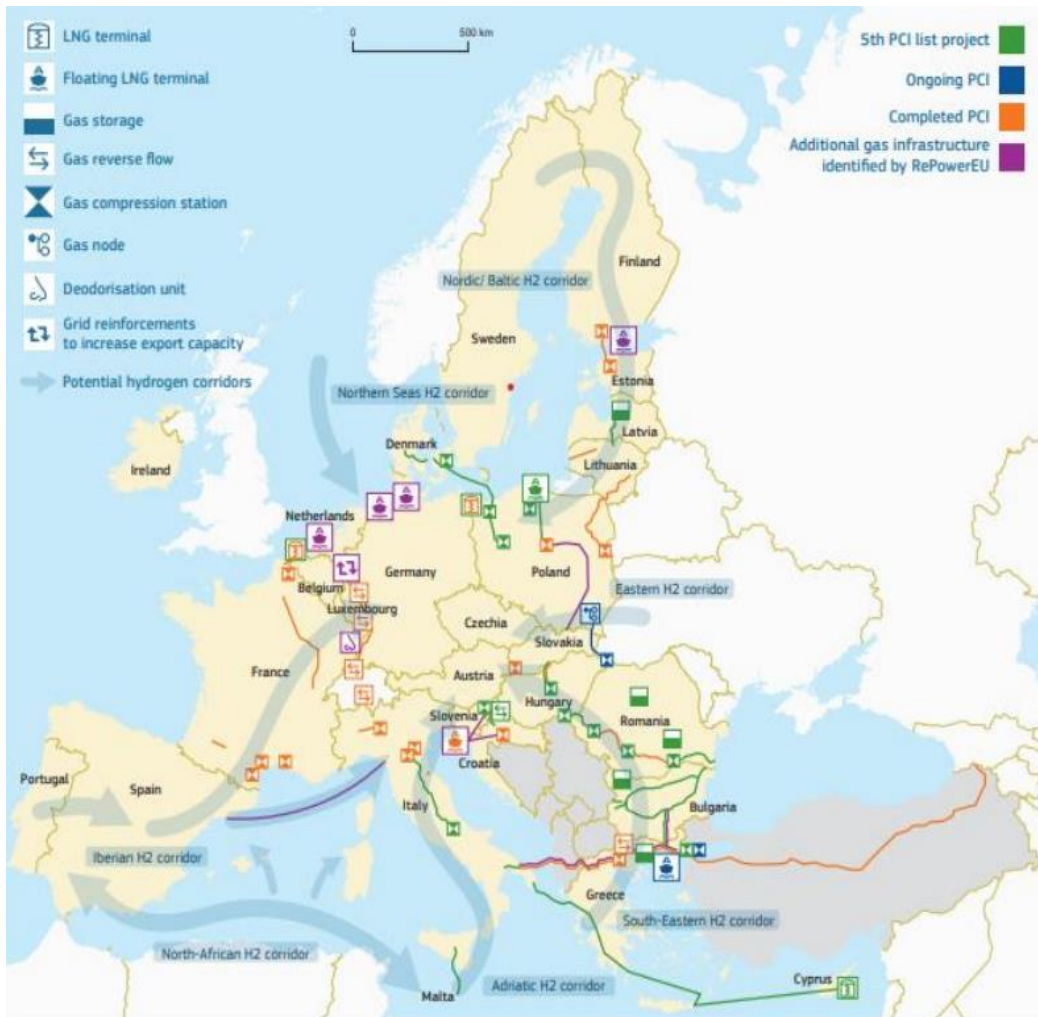 LNG terminal
Floating LNG terminal
Gas storage
Gas reverse flow
Gas compression station
Gas node
Deodorisation unit
Grid reinforcements
to increase export capacity
Potential hydrogen corridors
0 500 km
5th PCI list project
Ongoing PCI
Completed PCI
Additional gas infrastructure
identified by RePowerEU
Finland
Nordic/ Baltic H2 corridor
Sweden
Estonia
Northern Seas H2 corridor
Latvia
Denmark
Lithuania
Ireland
Netherlands
Belgium
Germany
Poland
Eastern H2 corridor
Luxembourg
Czechia
Slovakia
France
Austria
Hungary
Slovenia
Romania
Croatia
Portugal
Spain
Italy
Bulgaria
Iberian H2 corridor
Greece
South-Eastern H2 corridor
North-African H2 corridor
Cyprus
Adriatic H2 corridor
Malta